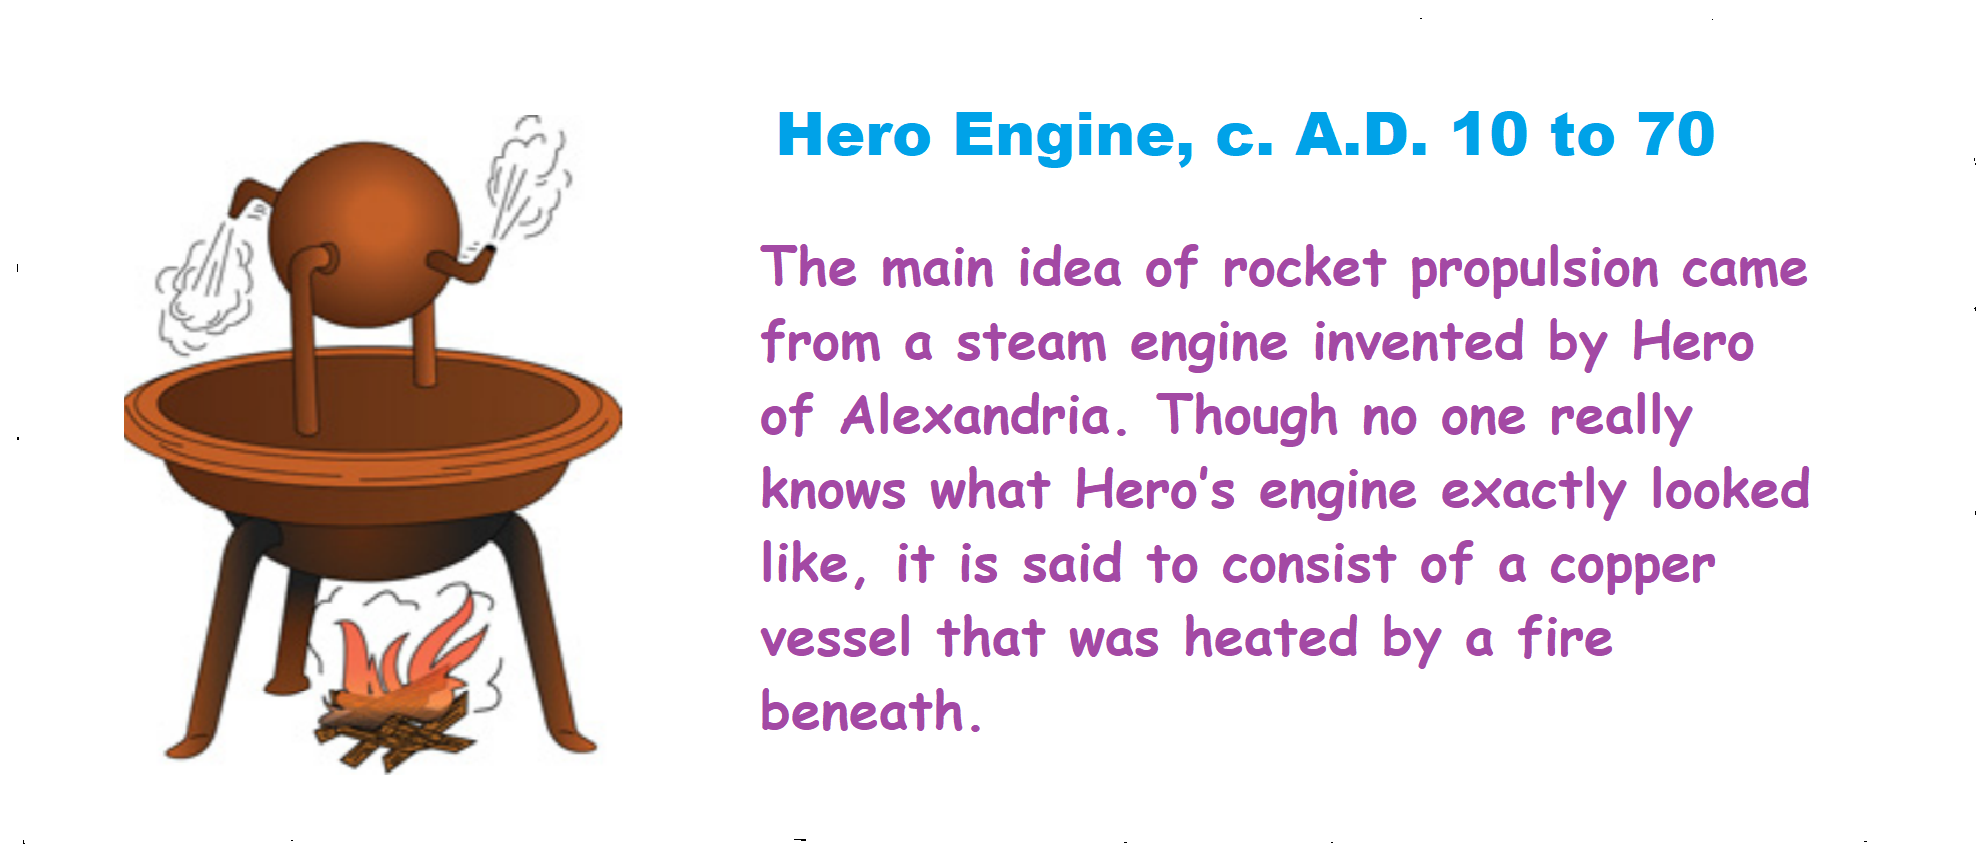 Hero Engine, c. A.D. 10 to 70
The main idea of rocket propulsion came
from a steam engine invented by Hero
of Alexandria. Though no one really
knows what Hero’s engine exactly looked
like, it is said to consist of a copper
vessel that was heated by a fire
beneath.